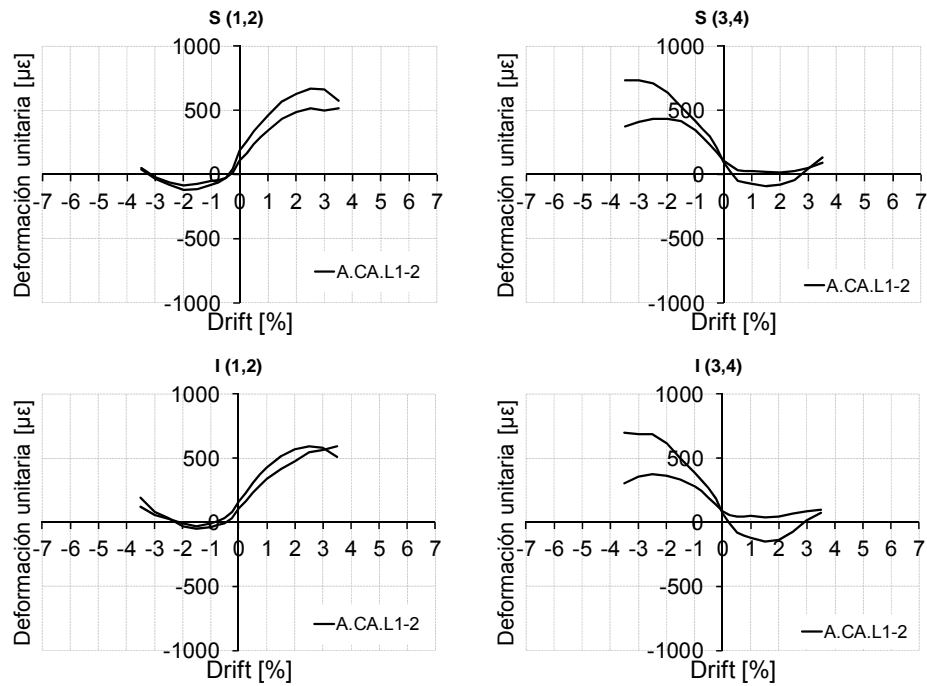 S (1,2)
1000
500
0
-500
-1000
-7 -6 -5 -4 -3 -2 -1 0 1 2 3 4 5 6 7
Deformación unitaria [µε]
A.CA.L1-2
Drift [%]
S (3,4)
1000
500
0
-500
-1000
-7 -6 -5 -4 -3 -2 -1 0 1 2 3 4 5 6 7
Deformación unitaria [µε]
A.CA.L1-2
Drift [%]
I (1,2)
1000
500
0
-500
-1000
-7 -6 -5 -4 -3 -2 -1 0 1 2 3 4 5 6 7
Deformación unitaria [µε]
A.CA.L1-2
Drift [%]
I (3,4)
1000
500
0
-500
-1000
-7 -6 -5 -4 -3 -2 -1 0 1 2 3 4 5 6 7
Deformación unitaria [µε]
A.CA.L1-2
Drift [%]